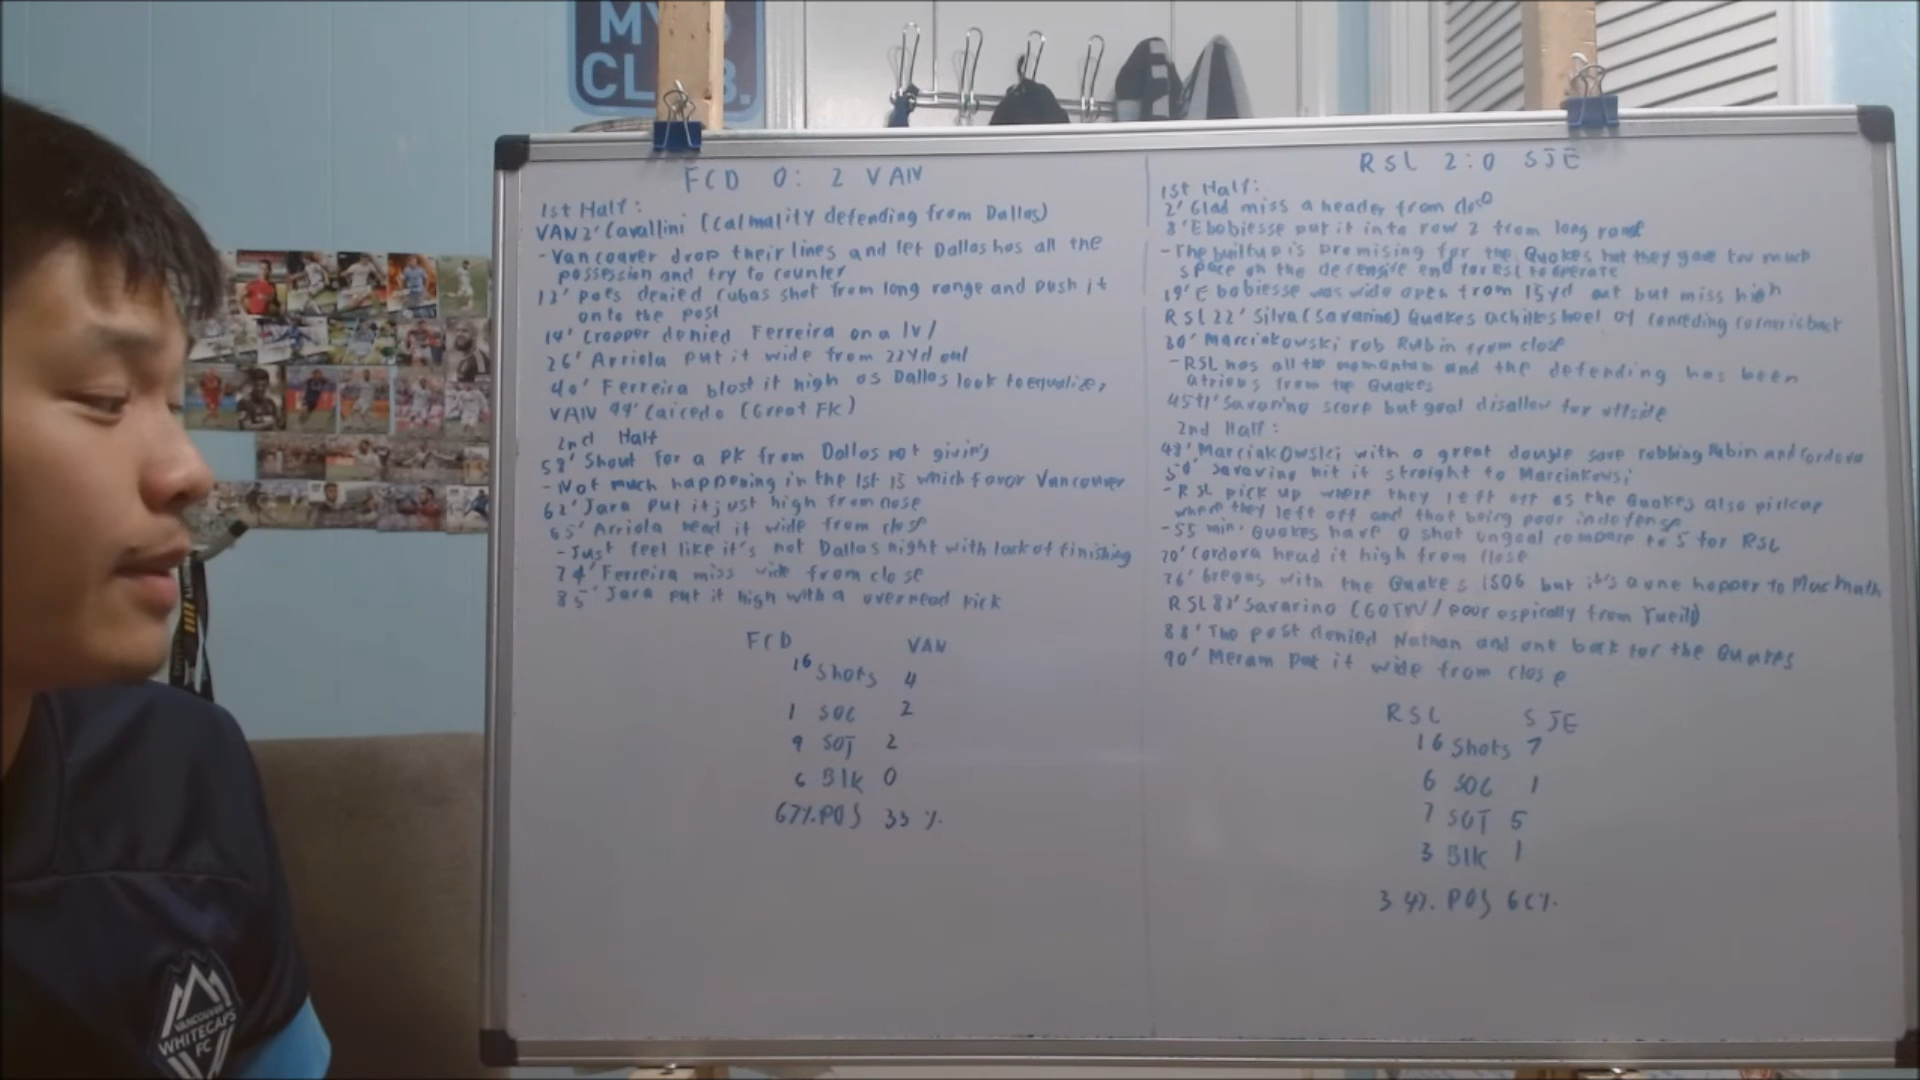 MY
CLUB.
FCD 0:2 VAN
1st Half:
VAN 2' Cavallini (Calmality defending from Dallas)
-Vancouver drop their lines and let Dallas has all the
possession and try to counter
13' Paes denied Cubas shot from long range and push it
onto the post
14' Cropper denied Ferreira on a 1v1
26' Arriola put it wide from 22yd out
40' Ferreira blast it high as Dallas look to equalize,
VAN 44' Caicedo (Great FK)
2nd Half
58' Shout for a PK from Dallas not giving
-Not much happening in the 1st 15 which favor Vancouver
62' Jara put it just high from
65' Arriola head it wide from close
-Just feel like it's not Dallas night with lack of finishing
74' Ferreira miss wide from close
85' Jara put it high with a overhead kick
FCD VAN
16 Shots 4
1 SOG 2
9 SOT 2
6 Blk 0
67% POS 33%
RSL 2:0 SJE
1st Half:
2' Glad miss a header from close
8' Ebobiesse put it into row Z from long range
-The builtup is promising for the Quakes but they gave too much
space on the defensive end for RSL to operate
19' Ebobiesse was wide open from 15yd out but miss high
RSL 22' Silva (Savarino) Quakes achilles heel of conceding corner is back
30' Marcinkowski rob Rubin from close
-RSL has all the momentum and the defending has been
atrious from the Quakes
45+1' Savarino score but goal disallow for offside
2nd Half:
48' Marcinkowski with a great double save robbing Rubin and Cordova
50' Savarino hit it straight to Marcinkowsi
-RSL pick up where they left off as the Quakes also pickup
where they left off and that being poor in defense
-55 min. Quakes have 0 shot ungoal compare to 5 for RSL
70' Cordova head it high from close
76' Gregus with the Quakes 1SOG but it's a one hopper to MacMath
RSL 83' Savarino (GOTW/poor espically from Tueild)
88' The post denied Nathan and one back for the Quakes
90' Meram put it wide from close
RSL SJE
16 Shots 7
6 SOG 1
7 SOT 5
3 Blk 1
34% POS 66%
VANCOUVER
WHITECAPS
FC